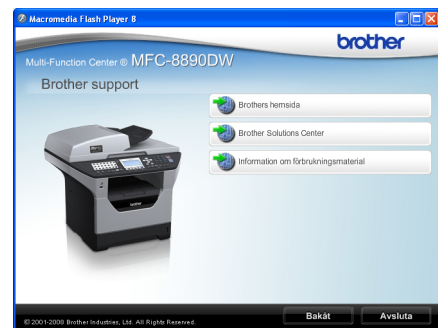 Macromedia Flash Player 8
brother
Multi-Function Center ® MFC-8890DW
Brother support
Brothers hemsida
Brother Solutions Center
Information om förbrukningsmaterial
© 2001-2008 Brother Industries, Ltd. All Rights Reserved.
Bakåt
Avsluta